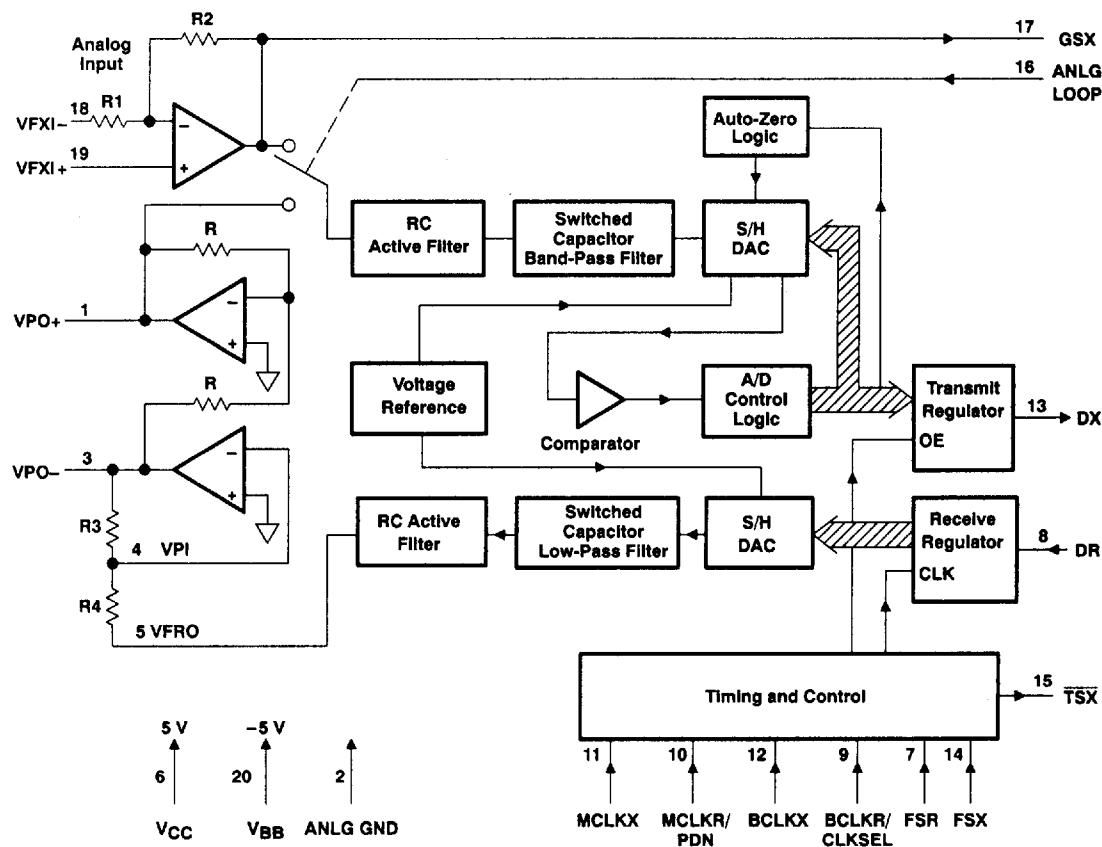 R2
17
GSX
Analog
Input
16
ANLG
LOOP
18
R1
VFXI–
–
19
VFXI+
+
Auto-Zero
Logic
RC
Active Filter
Switched
Capacitor
Band-Pass Filter
S/H
DAC
R
1
VPO+
–
+
R
Voltage
Reference
Comparator
A/D
Control
Logic
Transmit
Regulator
OE
13
DX
3
VPO–
–
+
R3
4 VPI
R4
5 VFRO
RC Active
Filter
Switched
Capacitor
Low-Pass Filter
S/H
DAC
Receive
Regulator
CLK
8
DR
Timing and Control
15
TSX
5 V
–5 V
6
20
2
VCC
VBB
ANLG GND
11
10
12
9
7
14
MCLKX
MCLKR/
PDN
BCLKX
BCLKR/
CLKSEL
FSR
FSX